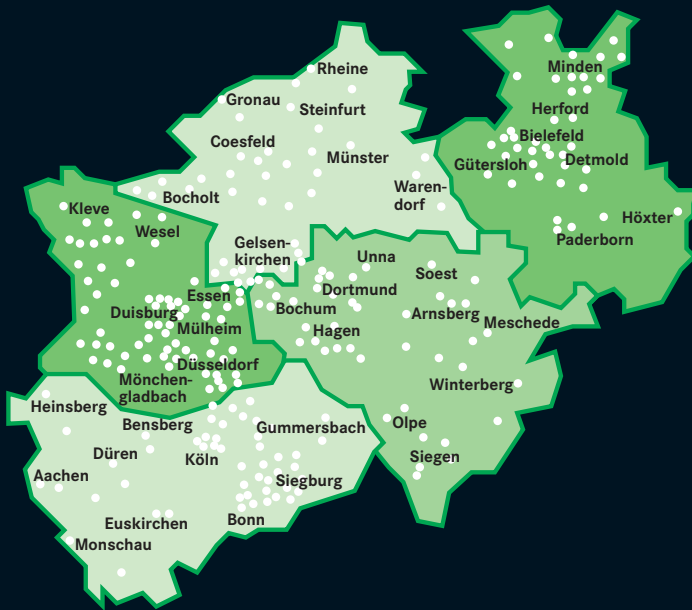 Rheine
Minden
Gronau
Steinfurt
Herford
Bielefeld
Coesfeld
Münster
Gütersloh
Detmold
Waren-
dorf
Bocholt
Kleve
Wesel
Höxter
Paderborn
Gelsen-
kirchen
Unna
Soest
Essen
Dortmund
Duisburg
Bochum
Arnsberg
Meschede
Mülheim
Hagen
Düsseldorf
Mönchen-
gladbach
Winterberg
Heinsberg
Bensberg
Gummersbach
Olpe
Düren
Köln
Siegen
Aachen
Siegburg
Euskirchen
Bonn
Monschau